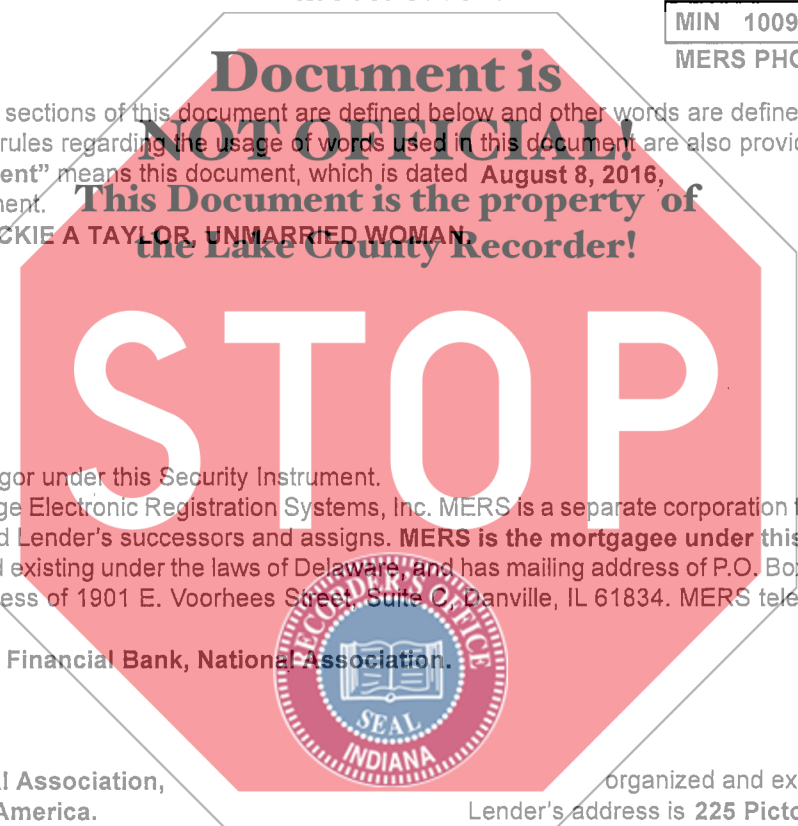 MIN 1009
MERS PHO
Document is
sections of this document are defined below and other words are define
NOT OFFICIAL!
rules regarding the usage of words used in this document are also provid
ent” means this document, which is dated August 8, 2016,
This Document is the property of
nent.
CKIE A TAYLOR, UNMARRIED WOMAN.
the Lake County Recorder!
STOP
gor under this Security Instrument.
ge Electronic Registration Systems, Inc. MERS is a separate corporation t
d Lender's successors and assigns. MERS is the mortgagee under this
d existing under the laws of Delaware, and has mailing address of P.O. Box
ess of 1901 E. Voorhees Street, Suite C, Danville, IL 61834. MERS tele
Financial Bank, National Association.
RECORDER'S OFFICE
SEAL
INDIANA
al Association,
organized and ex
America.
Lender's address is 225 Picto